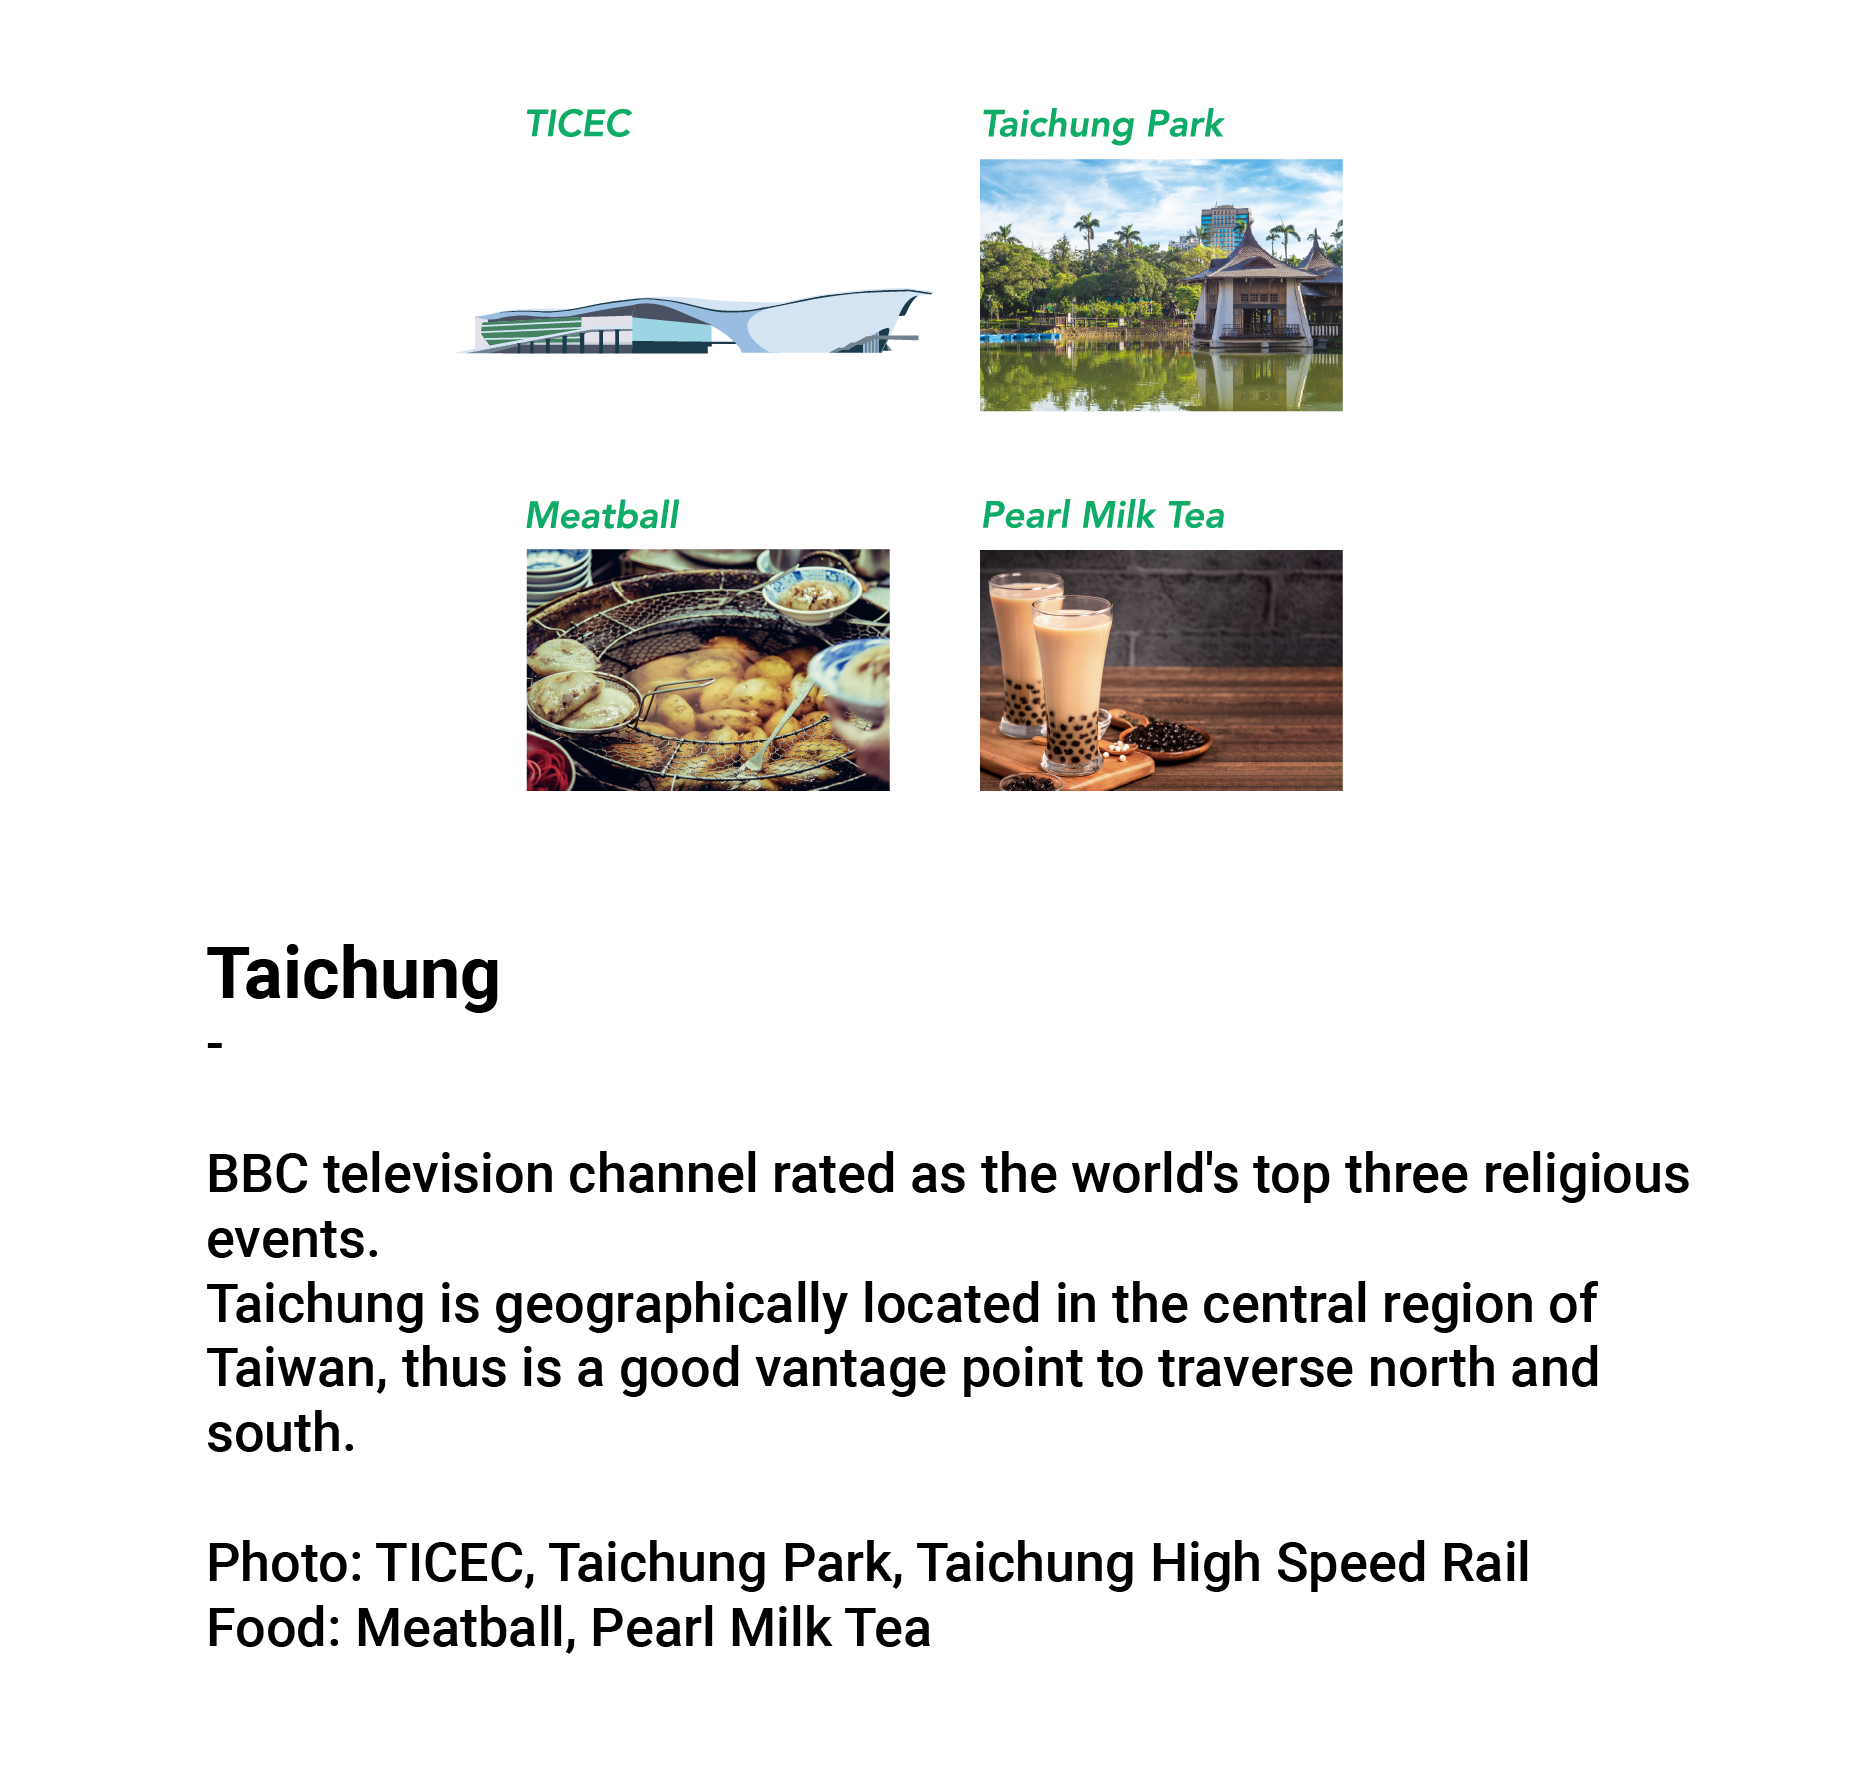 TICEC
Taichung Park
Meatball
Pearl Milk Tea
Taichung
-
BBC television channel rated as the world's top three religious
events.
Taichung is geographically located in the central region of
Taiwan, thus is a good vantage point to traverse north and
south.
Photo: TICEC, Taichung Park, Taichung High Speed Rail
Food: Meatball, Pearl Milk Tea